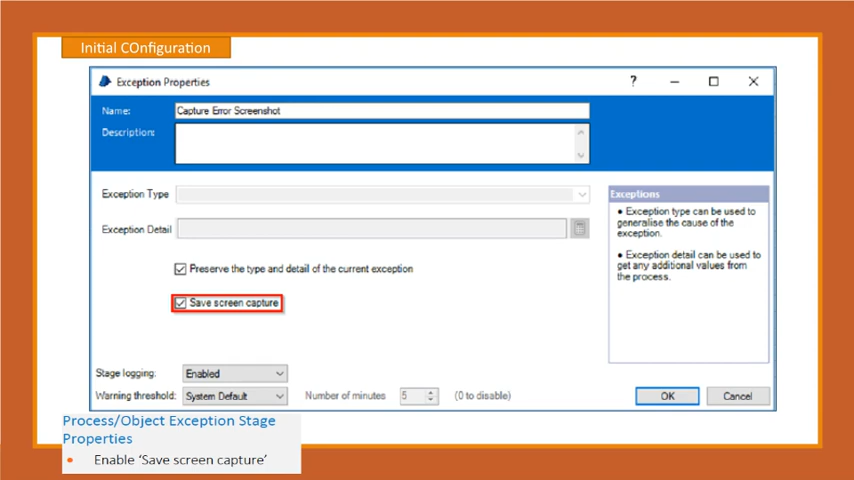 Initial COnfiguration
Exception Properties
?
Name:
Capture Error Screenshot
Description:
Exception Type
Exception Detail
Exceptions
• Exception type can be used to
generalise the cause of the
exception.
• Exception detail can be used to
get any additional values from
the process.
Preserve the type and detail of the current exception
Save screen capture
Stage logging:
Enabled
Warning threshold:
System Default
Number of minutes
5
(0 to disable)
OK
Cancel
Process/Object Exception Stage
Properties
• Enable ‘Save screen capture’